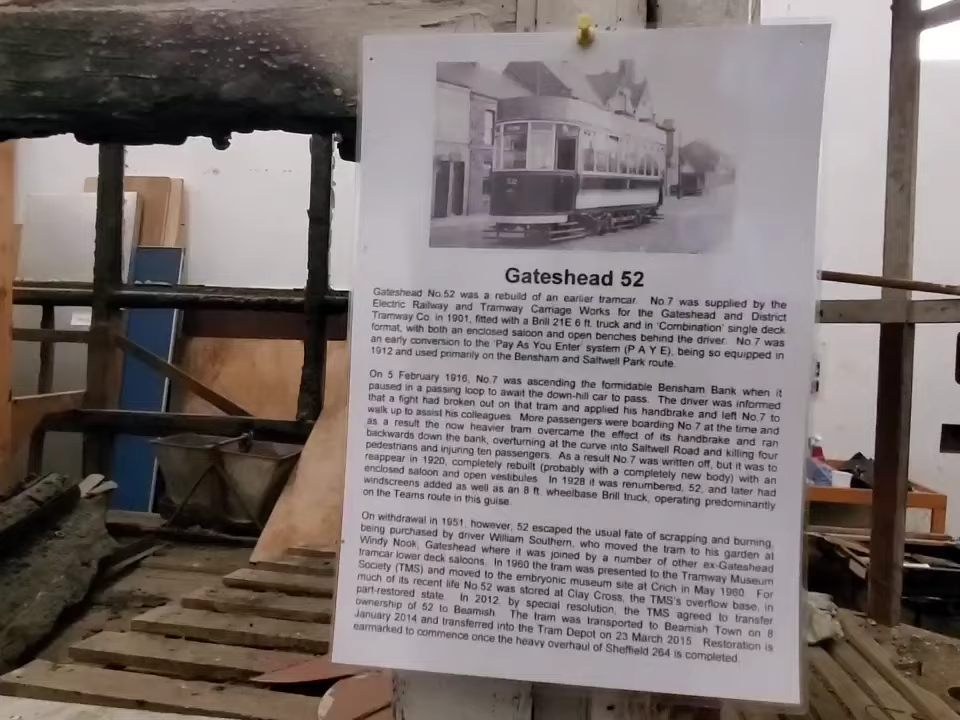 Gateshead 52
Gateshead No.52 was a rebuild of an earlier tramcar. No.7 was supplied by the
Electric Railway and Tramway Carriage Works for the Gateshead and District
Tramway Co. in 1901, fitted with a Brill 21E 6 ft. truck and in 'Combination' single deck
format, with both an enclosed saloon and open benches behind the driver. No.7 was
an early conversion to the 'Pay As You Enter' system (P A Y E), being so equipped in
1912 and used primarily on the Bensham and Saltwell Park route.
On 5 February 1916, No.7 was ascending the formidable Bensham Bank when it
paused in a passing loop to await the down-hill car to pass. The driver was informed
that a fight had broken out on that tram and applied his handbrake and left No.7 to
walk up to assist his colleagues. More passengers were boarding No 7 at the time and
as a result the now heavier tram overcame the effect of its handbrake and ran
backwards down the bank, overturning at the curve into Saltwell Road and killing four
pedestrians and injuring ten passengers. As a result No.7 was written off, but it was to
reappear in 1920, completely rebuilt (probably with a completely new body) with an
enclosed saloon and open vestibules. In 1928 it was renumbered, 52, and later had
windscreens added as well as an 8 ft. wheelbase Brill truck, operating predominantly
on the Teams route in this guise.
On withdrawal in 1951, however, 52 escaped the usual fate of scrapping and burning,
being purchased by driver William Southern, who moved the tram to his garden at
Windy Nook, Gateshead where it was joined by a number of other ex-Gateshead
tramcar lower deck saloons. In 1960 the tram was presented to the Tramway Museum
Society (TMS) and moved to the embryonic museum site at Crich in May 1960. For
much of its recent life No.52 was stored at Clay Cross, the TMS's overflow base, in
part-restored state. In 2012, by special resolution, the TMS agreed to transfer
ownership of 52 to Beamish. The tram was transported to Beamish Town on 8
January 2014 and transferred into the Tram Depot on 23 March 2015. Restoration is
earmarked to commence once the heavy overhaul of Sheffield 264 is completed.